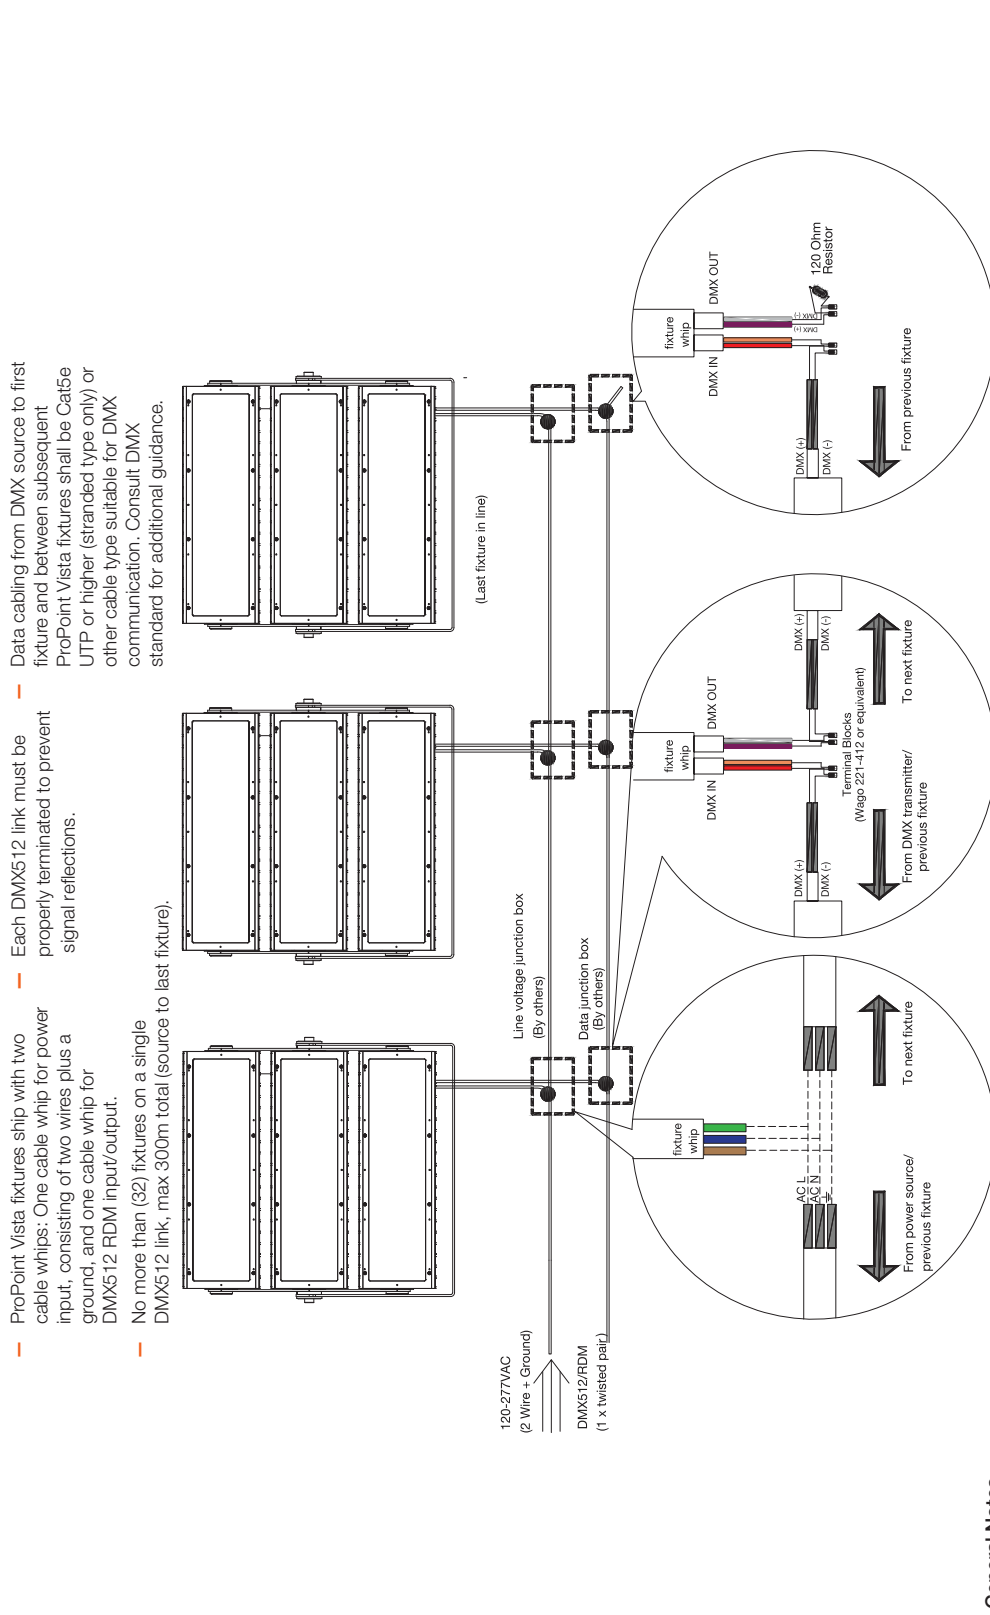 – ProPoint Vista fixtures ship with two
cable whips: One cable whip for power
input, consisting of two wires plus a
ground, and one cable whip for
DMX512 RDM input/output.
– No more than (32) fixtures on a single
DMX512 link, max 300m total (source to last fixture).
– Each DMX512 link must be
properly terminated to prevent
signal reflections.
– Data cabling from DMX source to first
fixture and between subsequent
ProPoint Vista fixtures shall be Cat5e
UTP or higher (stranded type only) or
other cable type suitable for DMX
communication. Consult DMX
standard for additional guidance.
(Last fixture in line)
120-277VAC
(2 Wire + Ground)
DMX512/RDM
(1 x twisted pair)
Line voltage junction box
(By others)
Data junction box
(By others)
fixture
whip
AC L
AC N
From power source/
previous fixture
To next fixture
fixture
whip
DMX IN
DMX OUT
DMX (+)
DMX (-)
DMX (+)
DMX (-)
Terminal Blocks
(Wago 221-412 or equivalent)
From DMX transmitter/
previous fixture
To next fixture
fixture
whip
DMX IN
DMX OUT
DMX (+)
DMX (-)
DMX (+)
DMX (-)
120 Ohm
Resistor
From previous fixture
General Notes